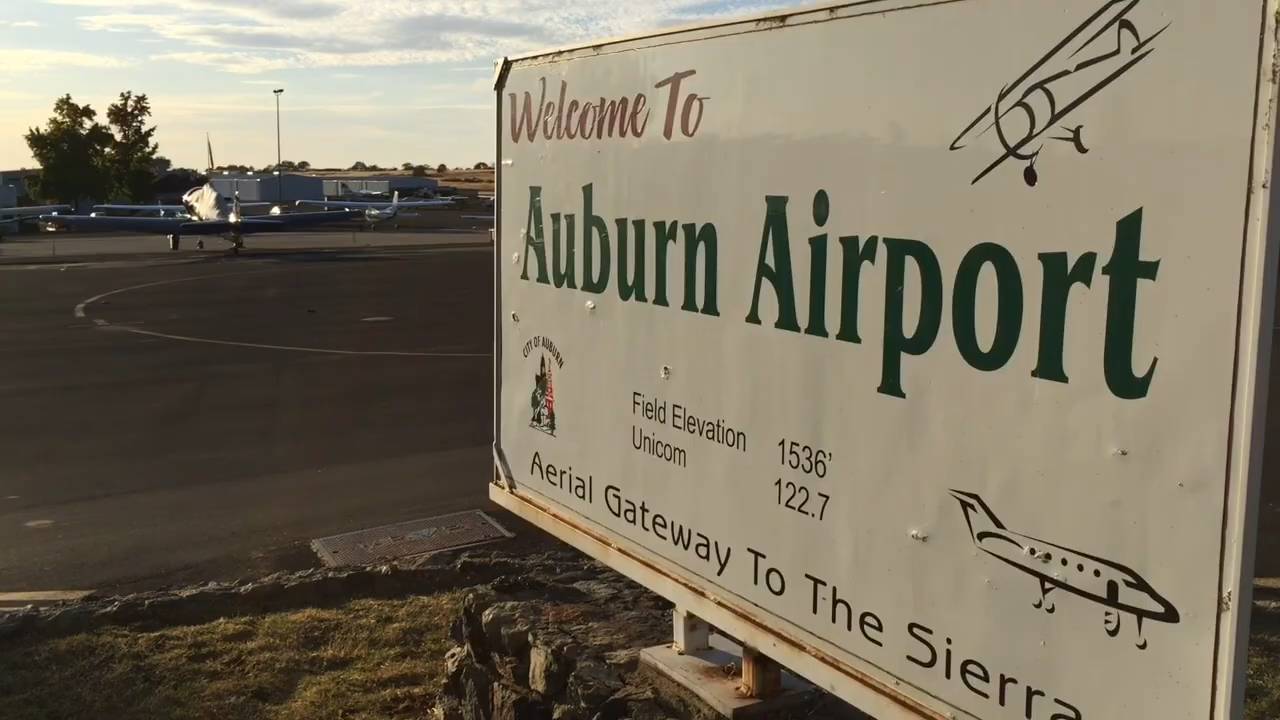 Welcome To
Auburn Airport
CITY OF AUBURN
Field Elevation 1536'
Unicom 122.7
Aerial Gateway To The Sierra